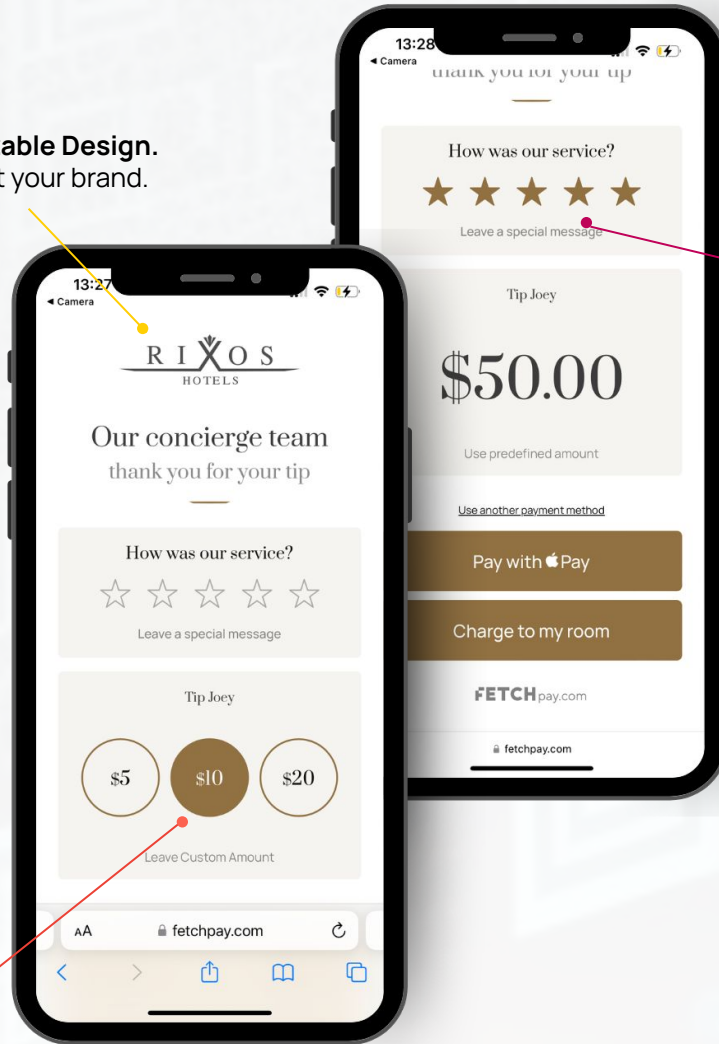 able Design.
t your brand.
13:27
Camera
RIXOS
HOTELS
Our concierge team
thank you for your tip
How was our service?
Leave a special message
Tip Joey
$5
$10
$20
Leave Custom Amount
AA
fetchpay.com
13:28
Camera
thank you for your tip
How was our service?
Leave a special message
Tip Joey
$50.00
Use predefined amount
Use another payment method
Pay with Pay
Charge to my room
FETCHpay.com
fetchpay.com